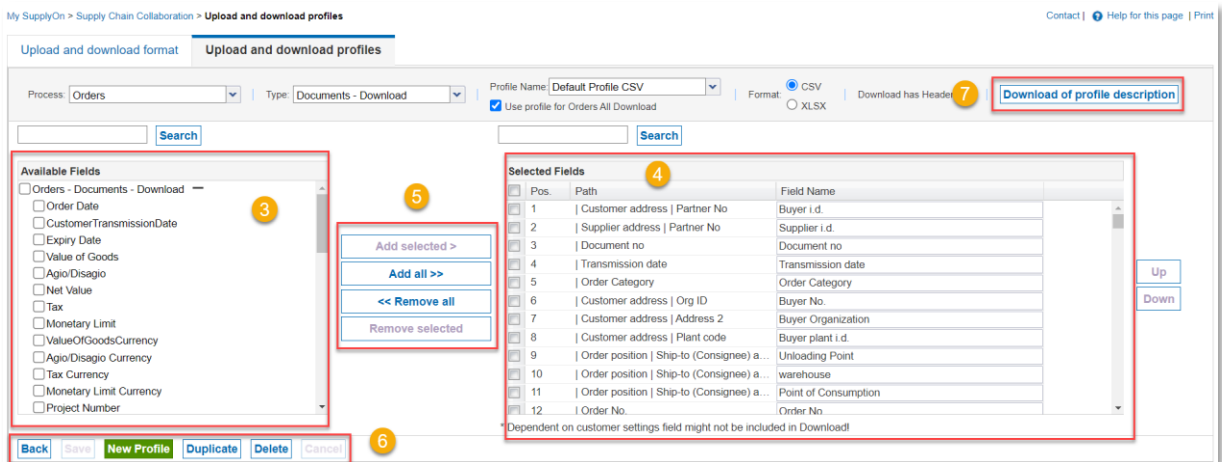 My SupplyOn > Supply Chain Collaboration > Upload and download profiles
Contact | Help for this page | Print
Upload and download format
Upload and download profiles
Process: Orders
Type: Documents - Download
Profile Name: Default Profile CSV
Use profile for Orders All Download
Format: CSV
XLSX
Download has Header
7
Download of profile description
Search
Search
Available Fields
Orders - Documents - Download
Order Date
CustomerTransmissionDate
Expiry Date
Value of Goods
Agio/Disagio
Net Value
Tax
Monetary Limit
ValueOfGoodsCurrency
Agio/Disagio Currency
Tax Currency
Monetary Limit Currency
Project Number
3
5
Add selected >
Add all >>
<< Remove all
Remove selected
Selected Fields
4
Pos. Path Field Name
1 | Customer address | Partner No Buyer i.d.
2 | Supplier address | Partner No Supplier i.d.
3 | Document no Document no
4 | Transmission date Transmission date
5 | Order Category Order Category
6 | Customer address | Org ID Buyer No.
7 | Customer address | Address 2 Buyer Organization
8 | Customer address | Plant code Buyer plant i.d.
9 | Order position | Ship-to (Consignee) a... Unloading Point
10 | Order position | Ship-to (Consignee) a... warehouse
11 | Order position | Ship-to (Consignee) a... Point of Consumption
12 | Order No. Order No.
Up
Down
* Dependent on customer settings field might not be included in Download!
Back Save New Profile Duplicate Delete Cancel
6